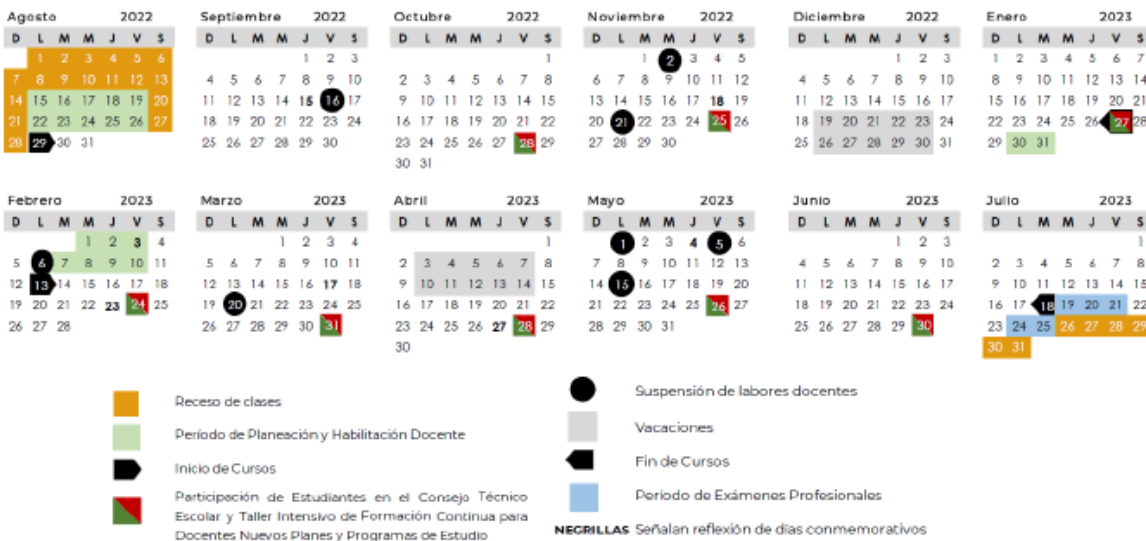 Agosto 2022
D L M M J V S
1 2 3 4 5 6
7 8 9 10 11 12 13
14 15 16 17 18 19 20
21 22 23 24 25 26 27
28 29 30 31
Septiembre 2022
D L M M J V S
1 2 3
4 5 6 7 8 9 10
11 12 13 14 15 16 17
18 19 20 21 22 23 24
25 26 27 28 29 30
Octubre 2022
D L M M J V S
1
2 3 4 5 6 7 8
9 10 11 12 13 14 15
16 17 18 19 20 21 22
23 24 25 26 27 28 29
30 31
Noviembre 2022
D L M M J V S
1 2 3 4 5
6 7 8 9 10 11 12
13 14 15 16 17 18 19
20 21 22 23 24 25 26
27 28 29 30
Diciembre 2022
D L M M J V S
1 2 3
4 5 6 7 8 9 10
11 12 13 14 15 16 17
18 19 20 21 22 23 24
25 26 27 28 29 30 31
Enero 2023
D L M M J V S
1 2 3 4 5 6 7
8 9 10 11 12 13 14
15 16 17 18 19 20 21
22 23 24 25 26 27 28
29 30 31
Febrero 2023
D L M M J V S
1 2 3 4
5 6 7 8 9 10 11
12 13 14 15 16 17 18
19 20 21 22 23 24 25
26 27 28
Marzo 2023
D L M M J V S
1 2 3 4
5 6 7 8 9 10 11
12 13 14 15 16 17 18
19 20 21 22 23 24 25
26 27 28 29 30 31
Abril 2023
D L M M J V S
1
2 3 4 5 6 7 8
9 10 11 12 13 14 15
16 17 18 19 20 21 22
23 24 25 26 27 28 29
30
Mayo 2023
D L M M J V S
1 2 3 4 5 6
7 8 9 10 11 12 13
14 15 16 17 18 19 20
21 22 23 24 25 26 27
28 29 30 31
Junio 2023
D L M M J V S
1 2 3
4 5 6 7 8 9 10
11 12 13 14 15 16 17
18 19 20 21 22 23 24
25 26 27 28 29 30
Julio 2023
D L M M J V S
1
2 3 4 5 6 7 8
9 10 11 12 13 14 15
16 17 18 19 20 21 22
23 24 25 26 27 28 29
30 31
Receso de clases
Período de Planeación y Habilitación Docente
Inicio de Cursos
Participación de Estudiantes en el Consejo Técnico
Escolar y Taller Intensivo de Formación Continua para
Docentes Nuevos Planes y Programas de Estudio
Suspensión de labores docentes
Vacaciones
Fin de Cursos
Periodo de Exámenes Profesionales
NEGRILLAS Señalan reflexión de días conmemorativos